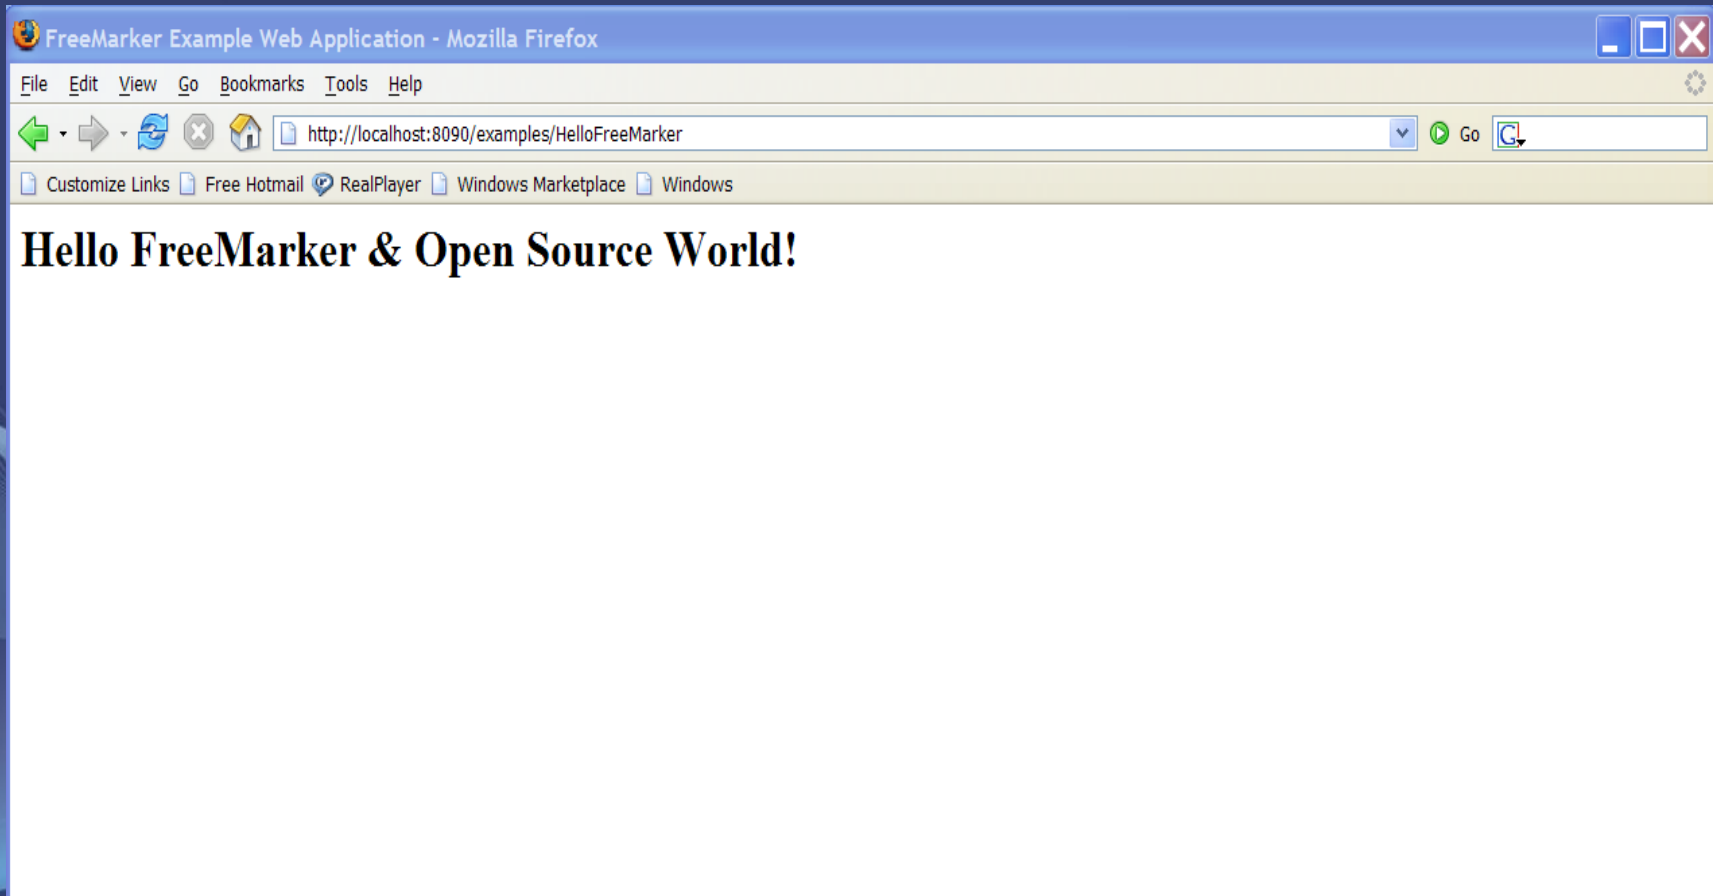 FreeMarker Example Web Application - Mozilla Firefox
File Edit View Go Bookmarks Tools Help
http://localhost:8090/examples/HelloFreeMarker Go G
Customize Links Free Hotmail RealPlayer Windows Marketplace Windows
Hello FreeMarker & Open Source World!